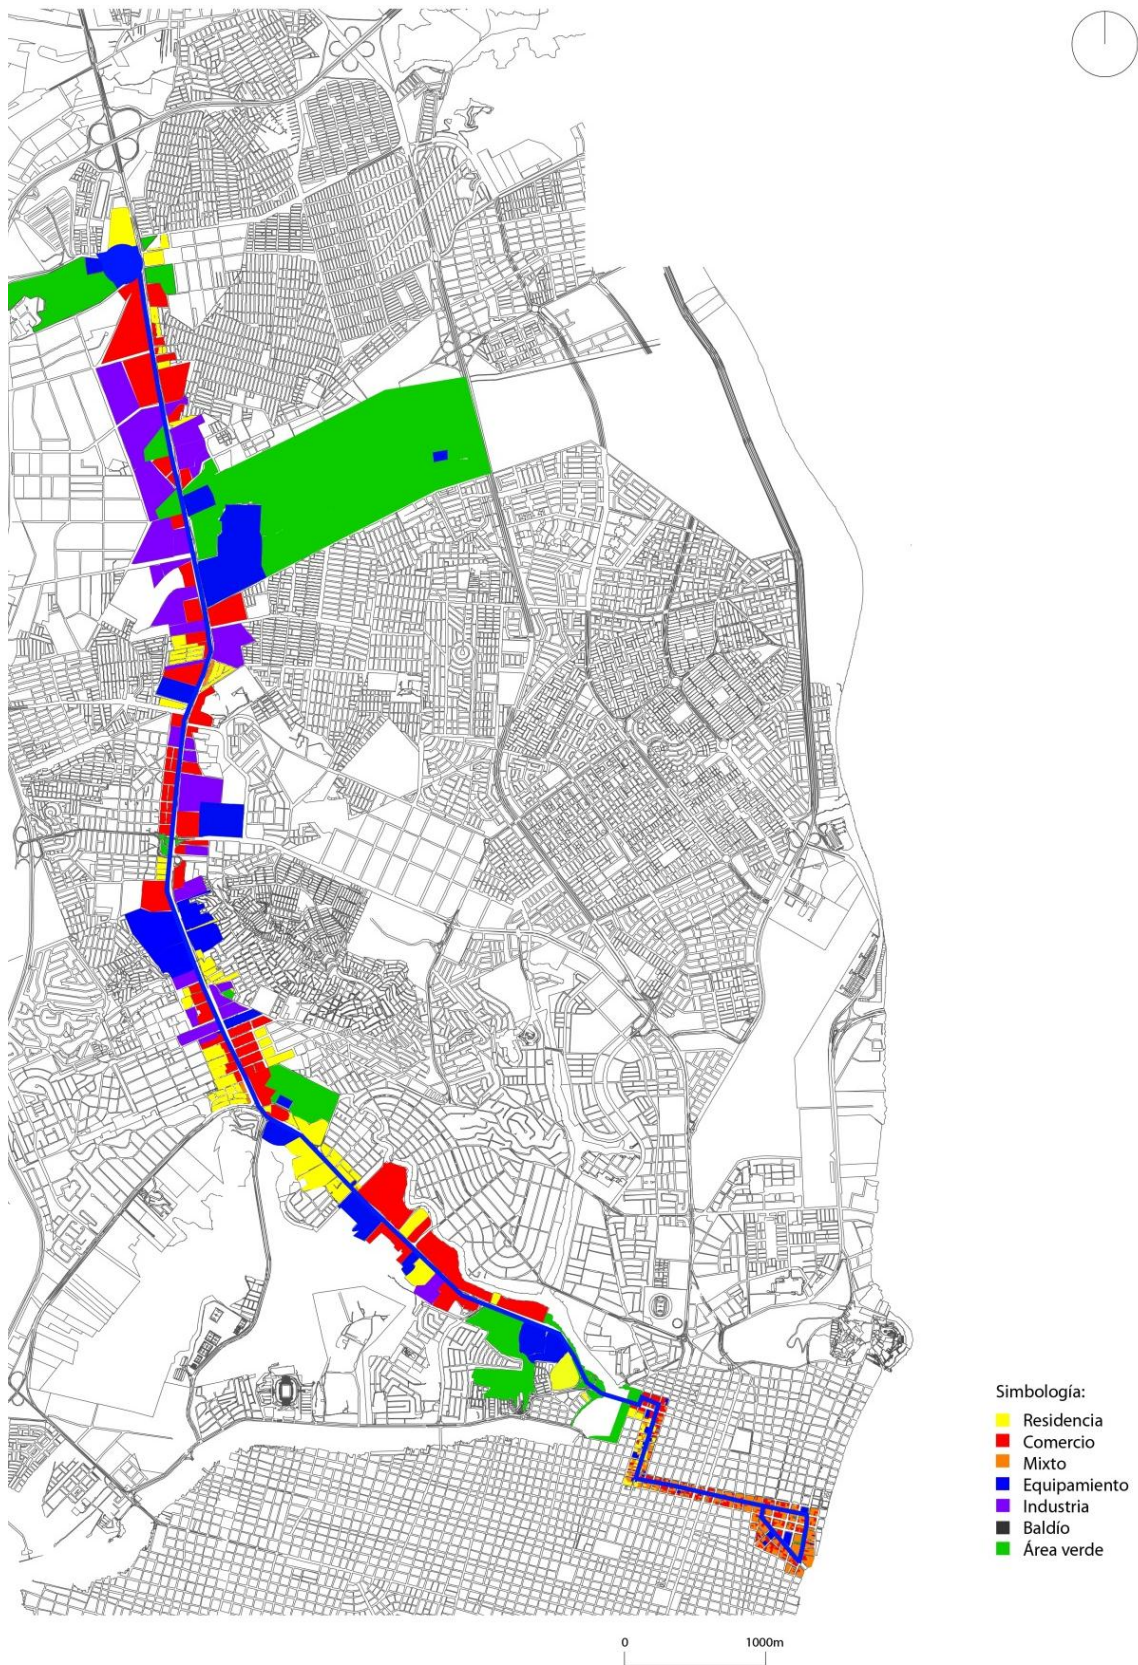 Simbología:
Residencia
Comercio
Mixto
Equipamiento
Industria
Baldío
Área verde
0 1000m